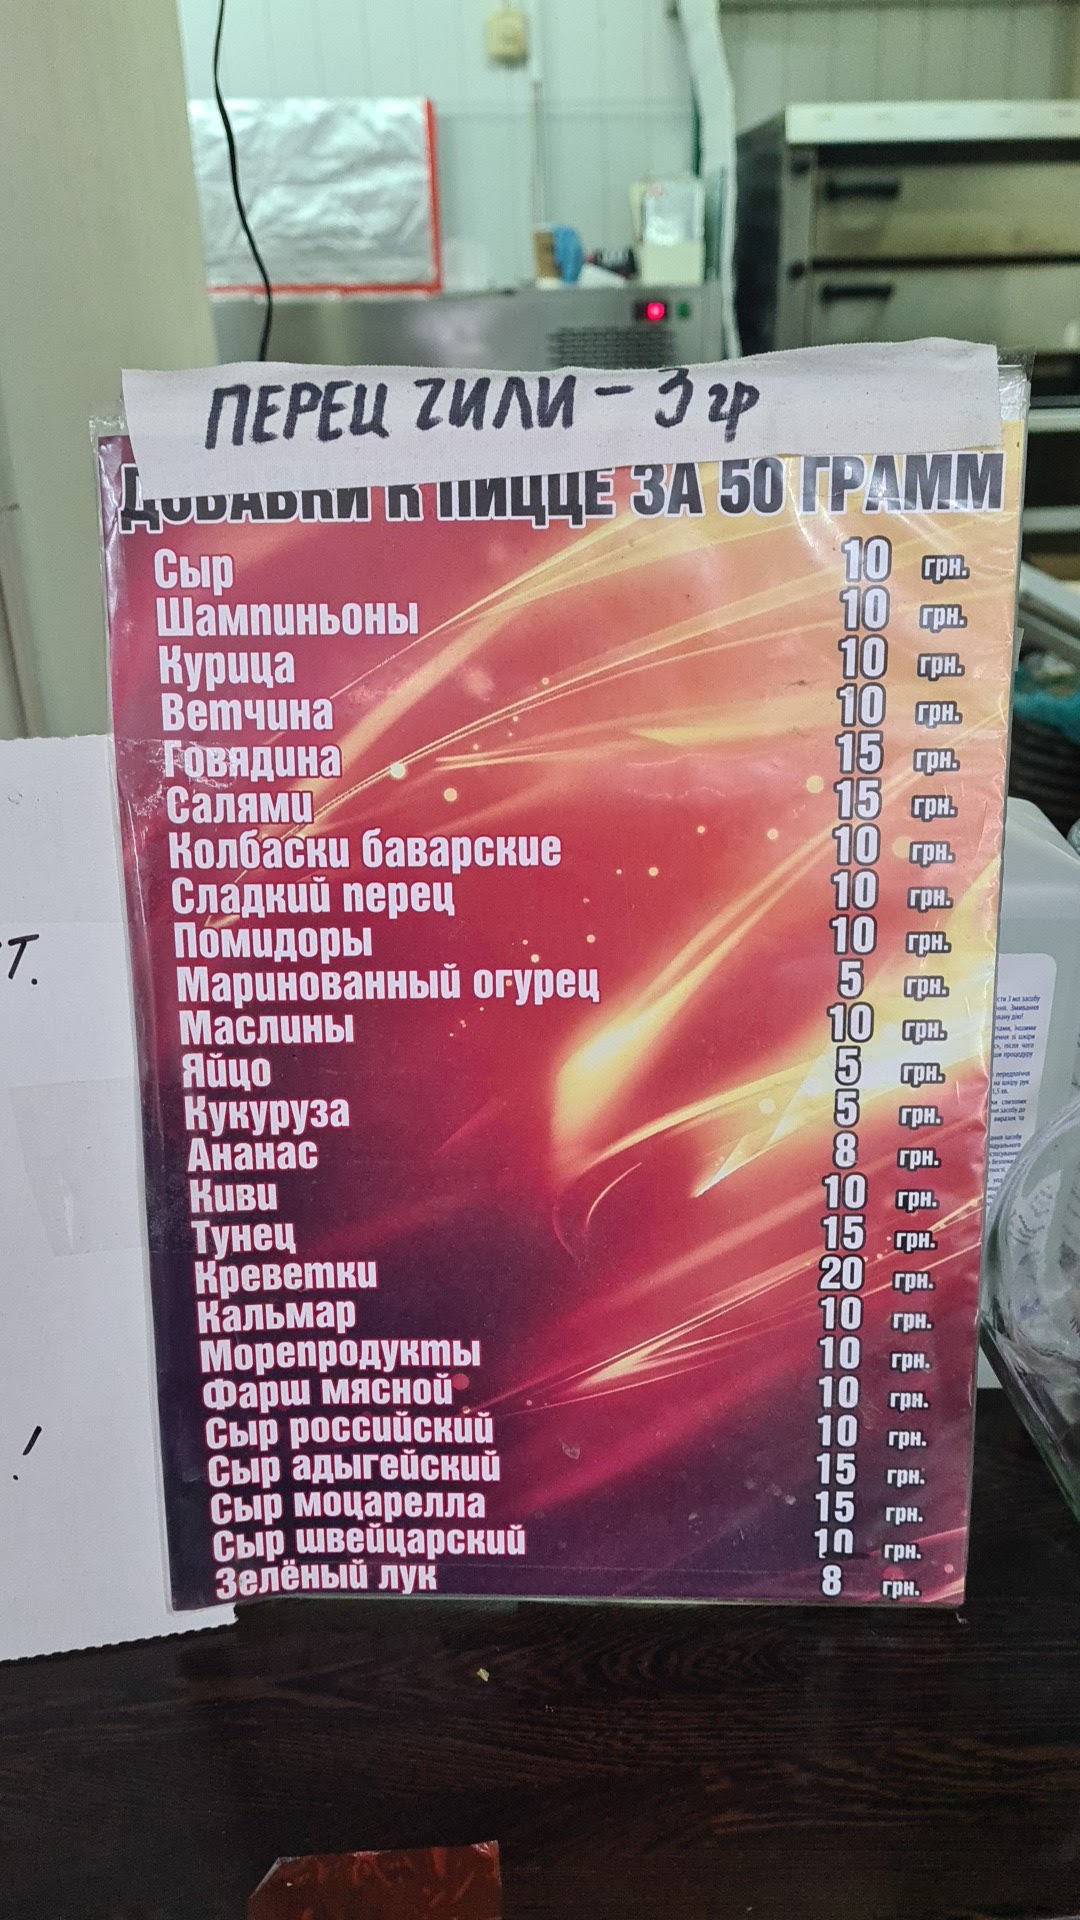 ПЕРЕЦ ЧИЛИ - 3 гр
ДОБАВКИ К ПИЦЦЕ ЗА 50 ГРАММ
Сыр 10 грн.
Шампиньоны 10 грн.
Курица 10 грн.
Ветчина 10 грн.
Говядина 15 грн.
Салями 15 грн.
Колбаски баварские 10 грн.
Сладкий перец 10 грн.
Помидоры 10 грн.
Маринованный огурец 5 грн.
Маслины 10 грн.
Яйцо 5 грн.
Кукуруза 5 грн.
Ананас 8 грн.
Киви 10 грн.
Тунец 15 грн.
Креветки 20 грн.
Кальмар 10 грн.
Морепродукты 10 грн.
Фарш мясной 10 грн.
Сыр российский 10 грн.
Сыр адыгейский 15 грн.
Сыр моцарелла 15 грн.
Сыр швейцарский 10 грн.
Зелёный лук 8 грн.